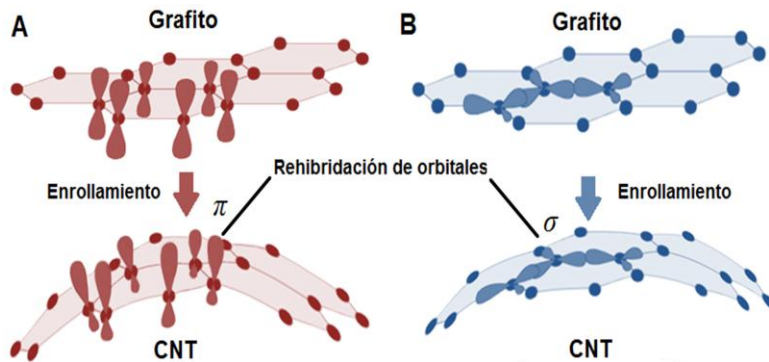 A
Grafito
B
Grafito
Enrollamiento
Rehibridación de orbitales
Enrollamiento
π
σ
CNT
CNT